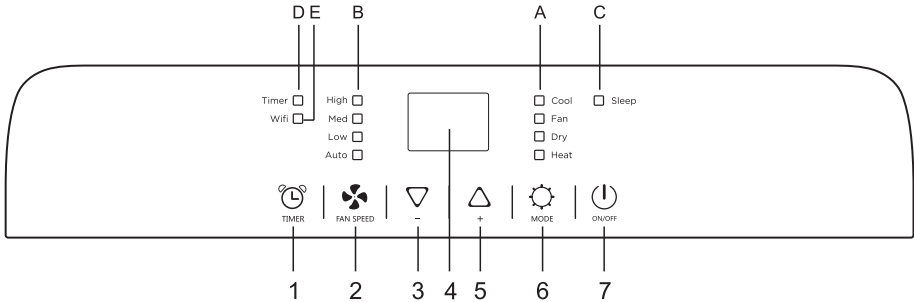 D E B A C
Timer High Cool Sleep
Wifi Med Fan
Low Dry
Auto Heat
TIMER FAN SPEED − + MODE ON/OFF
1 2 3 4 5 6 7